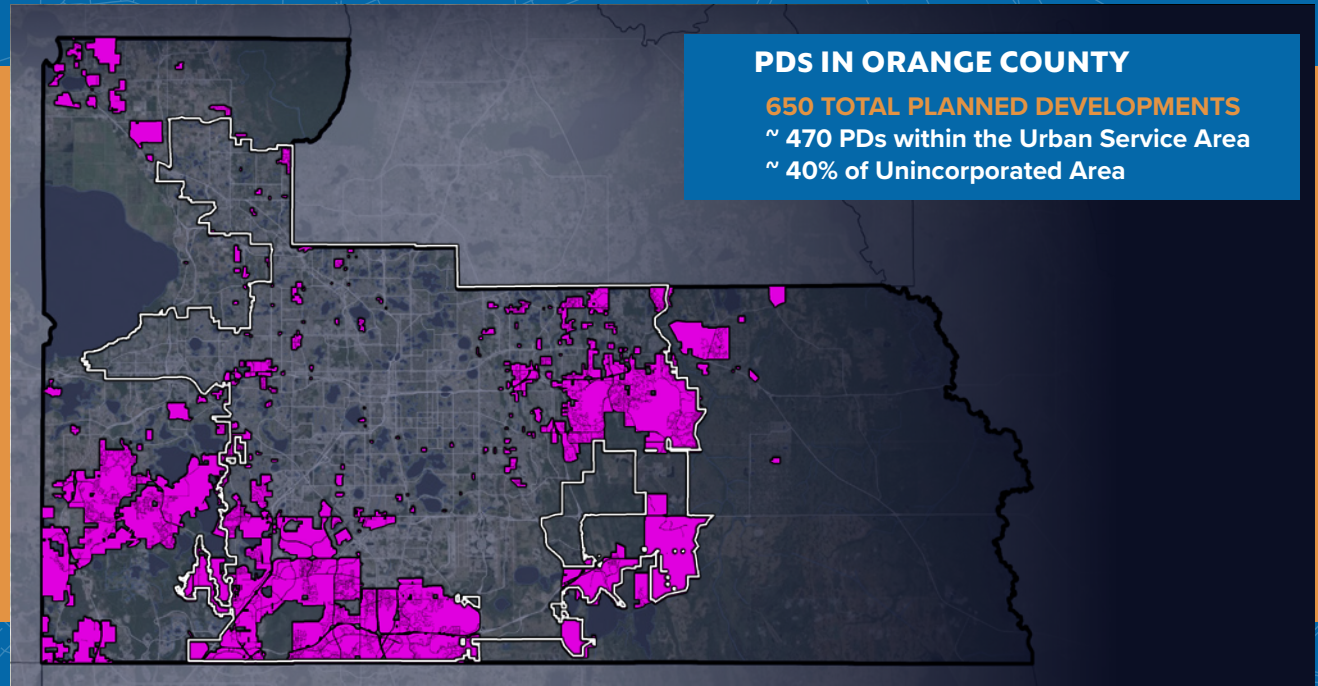 PDs IN ORANGE COUNTY
650 TOTAL PLANNED DEVELOPMENTS
~ 470 PDs within the Urban Service Area
~ 40% of Unincorporated Area